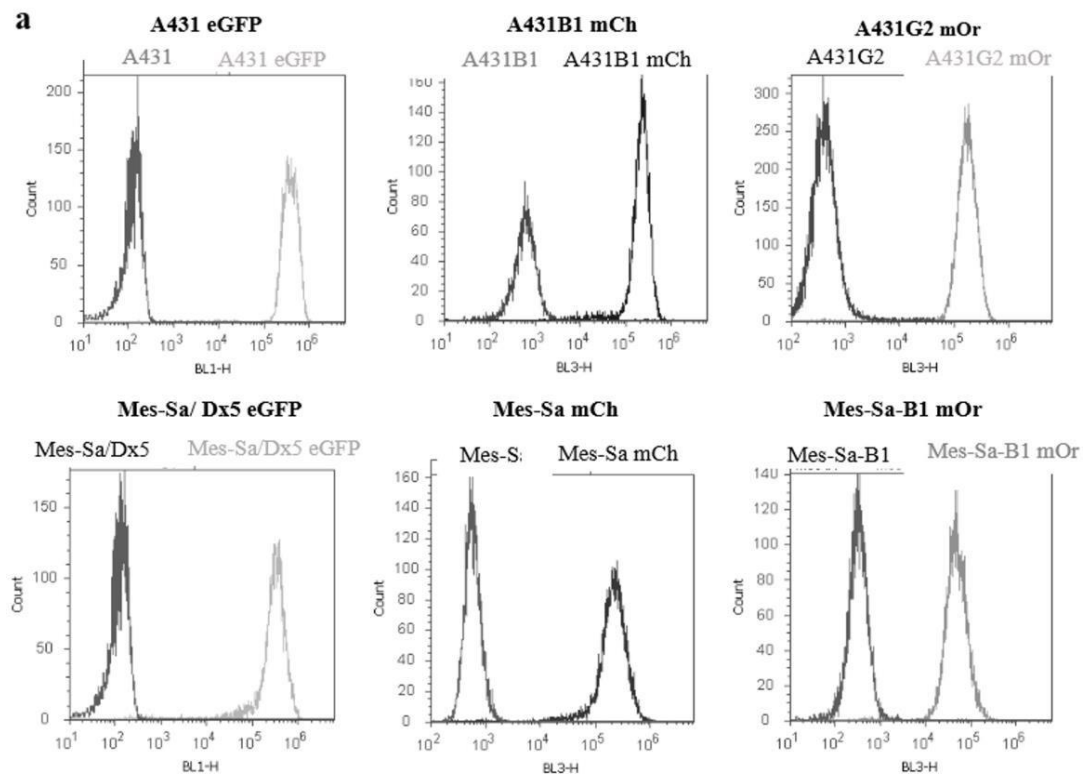 a
A431 eGFP
A431 A431 eGFP
200
150
100
50
0
Count
10^1 10^2 10^3 10^4 10^5 10^6
BL1-H
A431B1 mCh
A431B1 A431B1 mCh
160
140
120
100
80
60
40
20
0
Count
10^1 10^2 10^3 10^4 10^5 10^6
BL3-H
A431G2 mOr
A431G2 A431G2 mOr
300
250
200
150
100
50
0
Count
10^2 10^3 10^4 10^5 10^6
BL3-H
Mes-Sa/ Dx5 eGFP
Mes-Sa/Dx5 Mes-Sa/Dx5 eGFP
150
100
50
0
Count
10^1 10^2 10^3 10^4 10^5 10^6
BL1-H
Mes-Sa mCh
Mes-Sa Mes-Sa mCh
160
140
120
100
80
60
40
20
0
Count
10^2 10^3 10^4 10^5 10^6
BL3-H
Mes-Sa-B1 mOr
Mes-Sa-B1 Mes-Sa-B1 mOr
140
120
100
80
60
40
20
0
Count
10^1 10^2 10^3 10^4 10^5 10^6
BL3-H